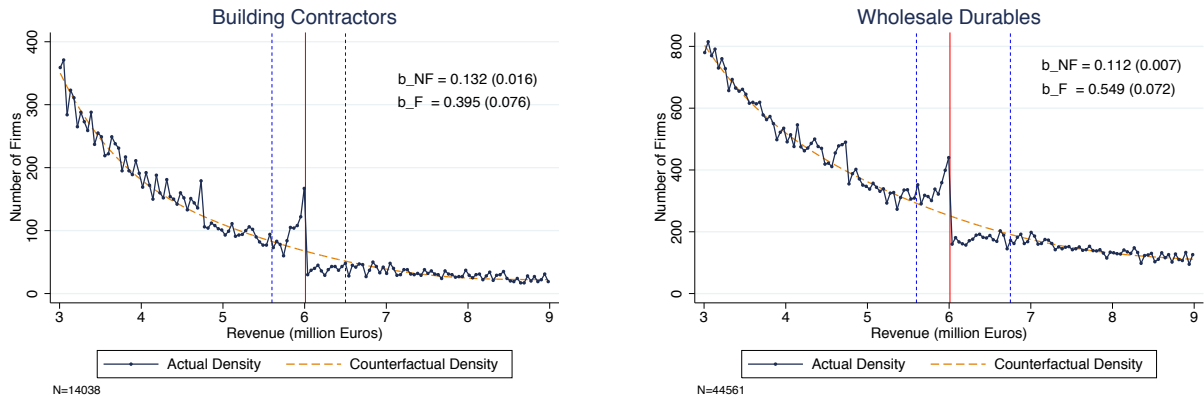 Building Contractors
400
300
200
100
0
Number of Firms
b_NF = 0.132 (0.016)
b_F = 0.395 (0.076)
3 4 5 6 7 8 9
Revenue (million Euros)
Actual Density Counterfactual Density
N=14038
Wholesale Durables
800
600
400
200
0
Number of Firms
b_NF = 0.112 (0.007)
b_F = 0.549 (0.072)
3 4 5 6 7 8 9
Revenue (million Euros)
Actual Density Counterfactual Density
N=44561